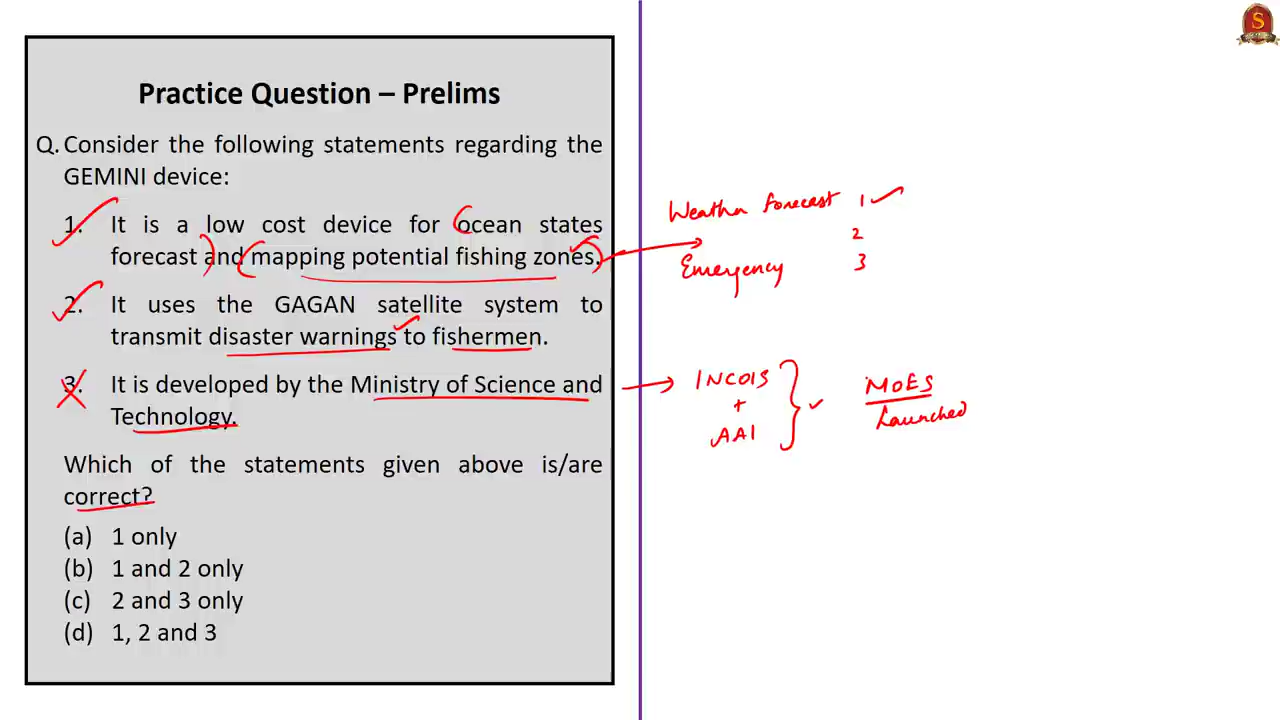 Practice Question – Prelims
Q. Consider the following statements regarding the
GEMINI device:
1. It is a low cost device for ocean states
forecast and mapping potential fishing zones.
2. It uses the GAGAN satellite system to
transmit disaster warnings to fishermen.
3. It is developed by the Ministry of Science and
Technology.
Which of the statements given above is/are
correct?
(a) 1 only
(b) 1 and 2 only
(c) 2 and 3 only
(d) 1, 2 and 3
Weather Forecast 1
2
Emergency 3
INCOIS
+
AAI
MoES
Launched
S